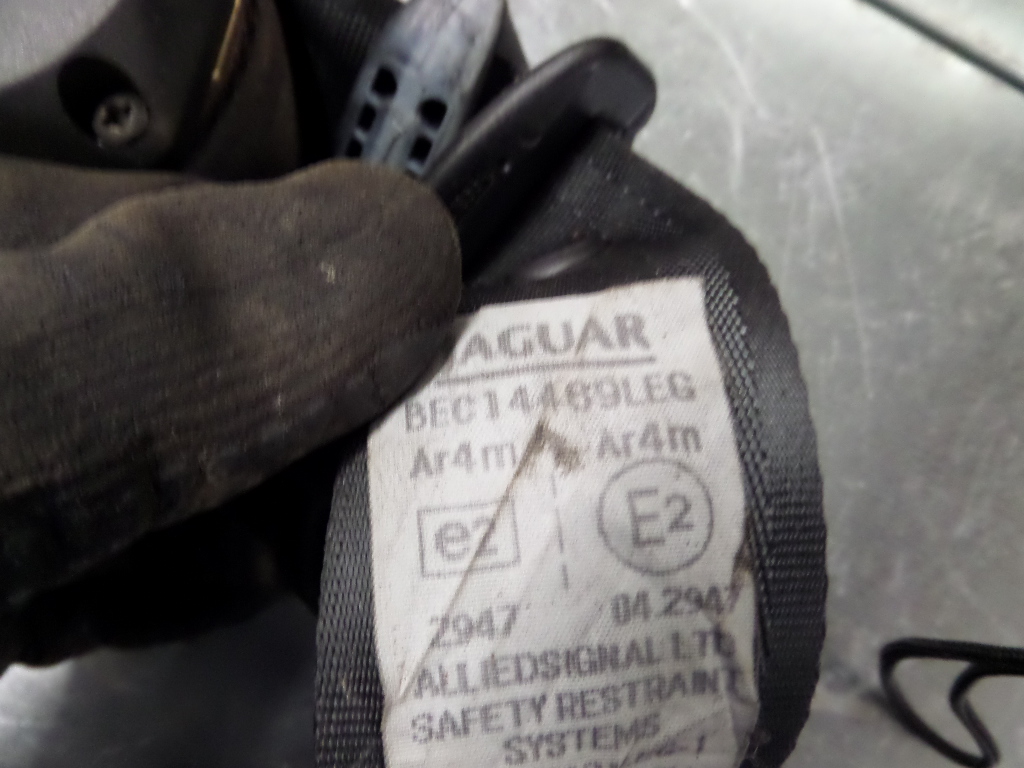 AGUAR
BEC14469LEG
Ar4m Ar4m
e2 E2
2947 04.2947
ALLIEDSIGNAL LTD
SAFETY RESTRAINT
SYSTEMS